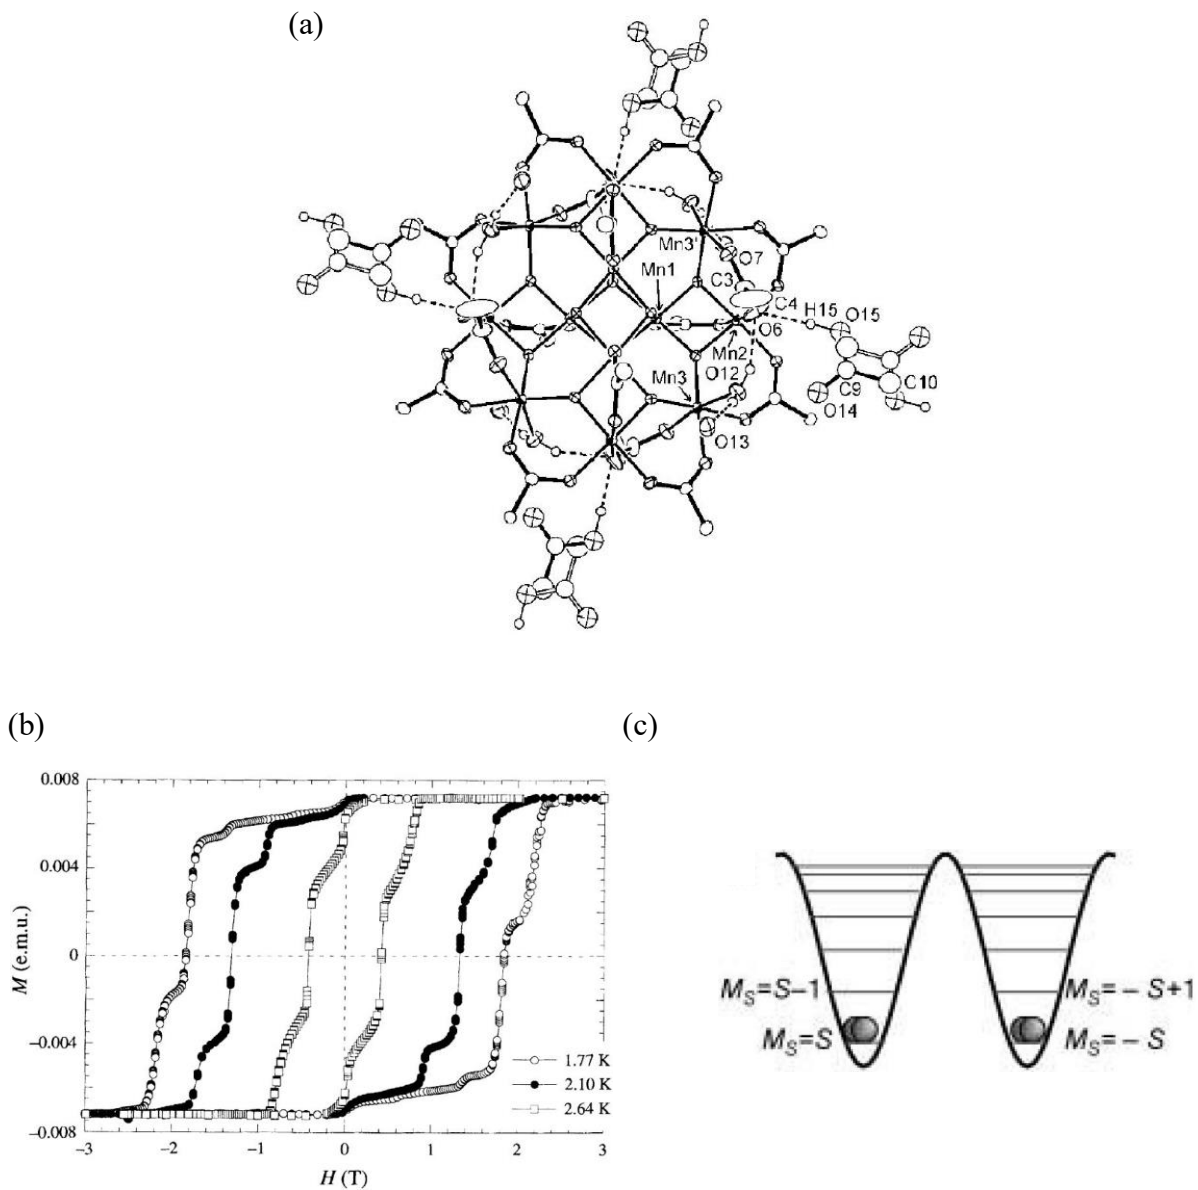 (a)
Mn3'
O7
Mn1
C3
C4
H15
O15
O6
Mn2
O12
Mn3
C9
C10
O14
O13
(b)
(c)
0.008
0.004
0
−0.004
−0.008
M (e.m.u.)
1.77 K
2.10 K
2.64 K
−3 −2 −1 0 1 2 3
H (T)
M_S=S−1
M_S=−S+1
M_S=S
M_S=−S